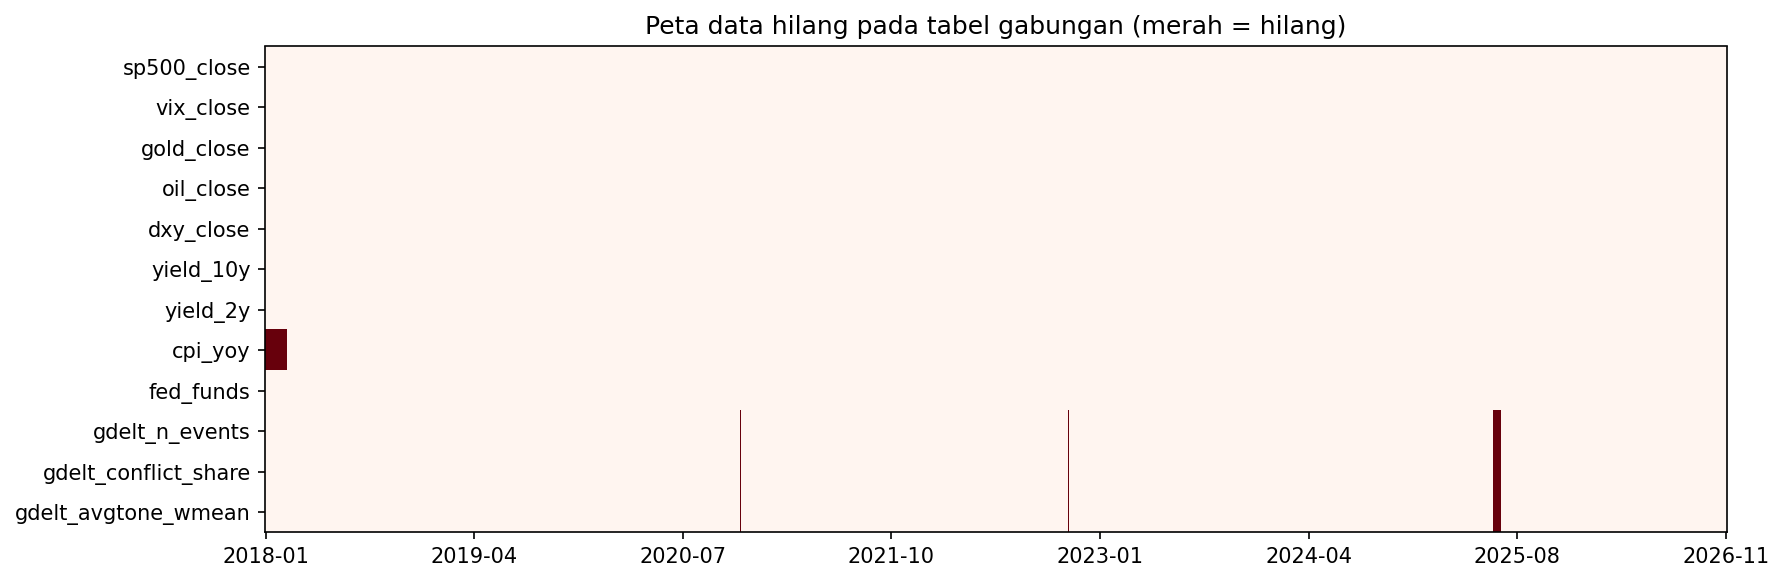 Peta data hilang pada tabel gabungan (merah = hilang)
sp500_close
vix_close
gold_close
oil_close
dxy_close
yield_10y
yield_2y
cpi_yoy
fed_funds
gdelt_n_events
gdelt_conflict_share
gdelt_avgtone_wmean
2018-01 2019-04 2020-07 2021-10 2023-01 2024-04 2025-08 2026-11